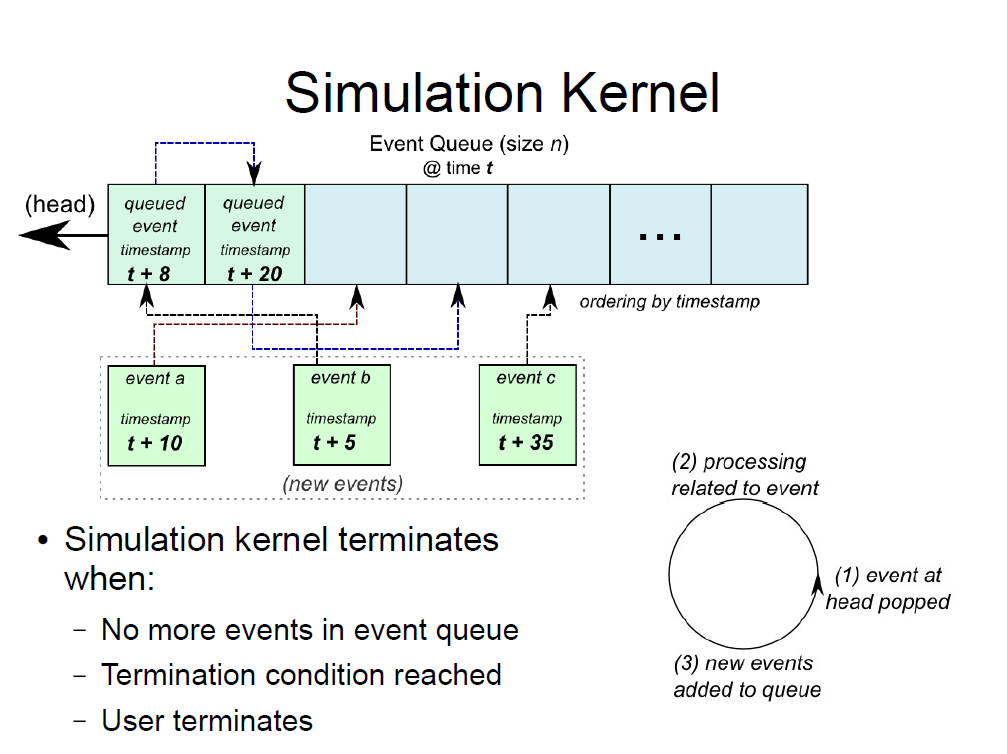 Simulation Kernel
Event Queue (size n)
@ time t
(head)
queued
event
timestamp
t + 8
queued
event
timestamp
t + 20
...
ordering by timestamp
event a
timestamp
t + 10
event b
timestamp
t + 5
event c
timestamp
t + 35
(new events)
• Simulation kernel terminates
when:
– No more events in event queue
– Termination condition reached
– User terminates
(2) processing
related to event
(1) event at
head popped
(3) new events
added to queue